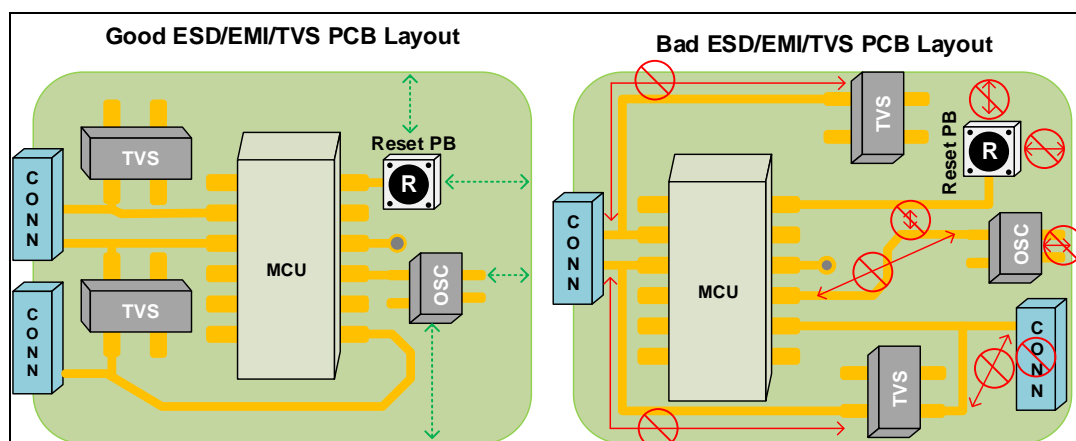 Good ESD/EMI/TVS PCB Layout
TVS
CONN
Reset PB
R
MCU
OSC
TVS
CONN
Bad ESD/EMI/TVS PCB Layout
TVS
Reset PB
R
CONN
MCU
OSC
TVS
CONN